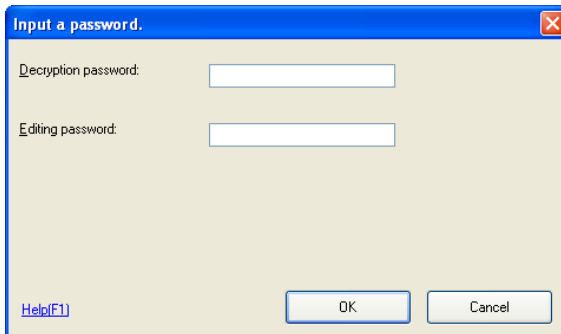 Input a password.
Decryption password:
Editing password:
Help(F1)
OK
Cancel